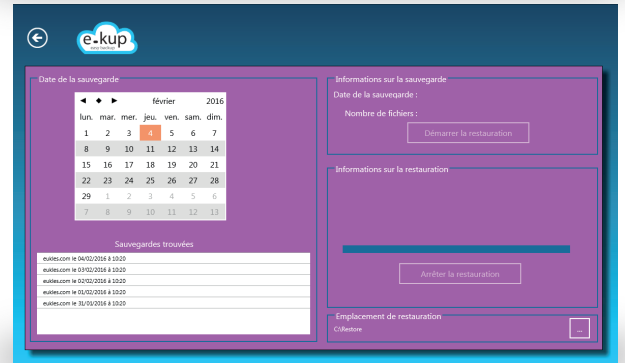 e-kup
easy backup
Date de la sauvegarde
février 2016
lun. mar. mer. jeu. ven. sam. dim.
1 2 3 4 5 6 7
8 9 10 11 12 13 14
15 16 17 18 19 20 21
22 23 24 25 26 27 28
29 1 2 3 4 5 6
7 8 9 10 11 12 13
Sauvegardes trouvées
eukles.com le 04/02/2016 à 10:20
eukles.com le 03/02/2016 à 10:20
eukles.com le 02/02/2016 à 10:20
eukles.com le 01/02/2016 à 10:20
eukles.com le 31/01/2016 à 10:20
Informations sur la sauvegarde
Date de la sauvegarde :
Nombre de fichiers :
Démarrer la restauration
Informations sur la restauration
Arrêter la restauration
Emplacement de restauration
C:\Restore
...